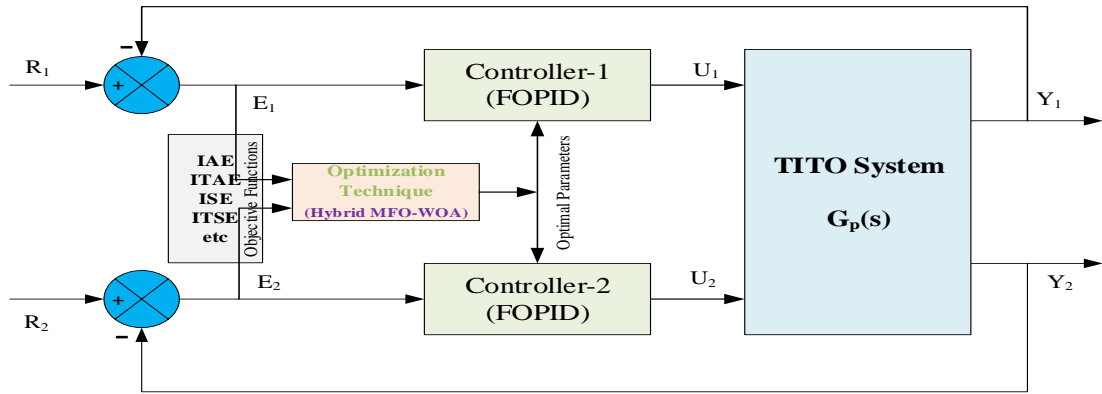 R₁
−
+
E₁
Controller-1
(FOPID)
U₁
TITO System
Gₚ(s)
Y₁
IAE
ITAE
ISE
ITSE
etc
Objective Functions
Optimization
Technique
(Hybrid MFO-WOA)
Optimal Parameters
R₂
+
−
E₂
Controller-2
(FOPID)
U₂
Y₂